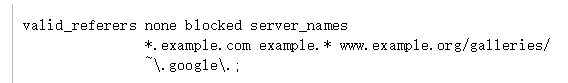 valid_referers none blocked server_names
*.example.com example.* www.example.org/galleries/
~\.google\.;